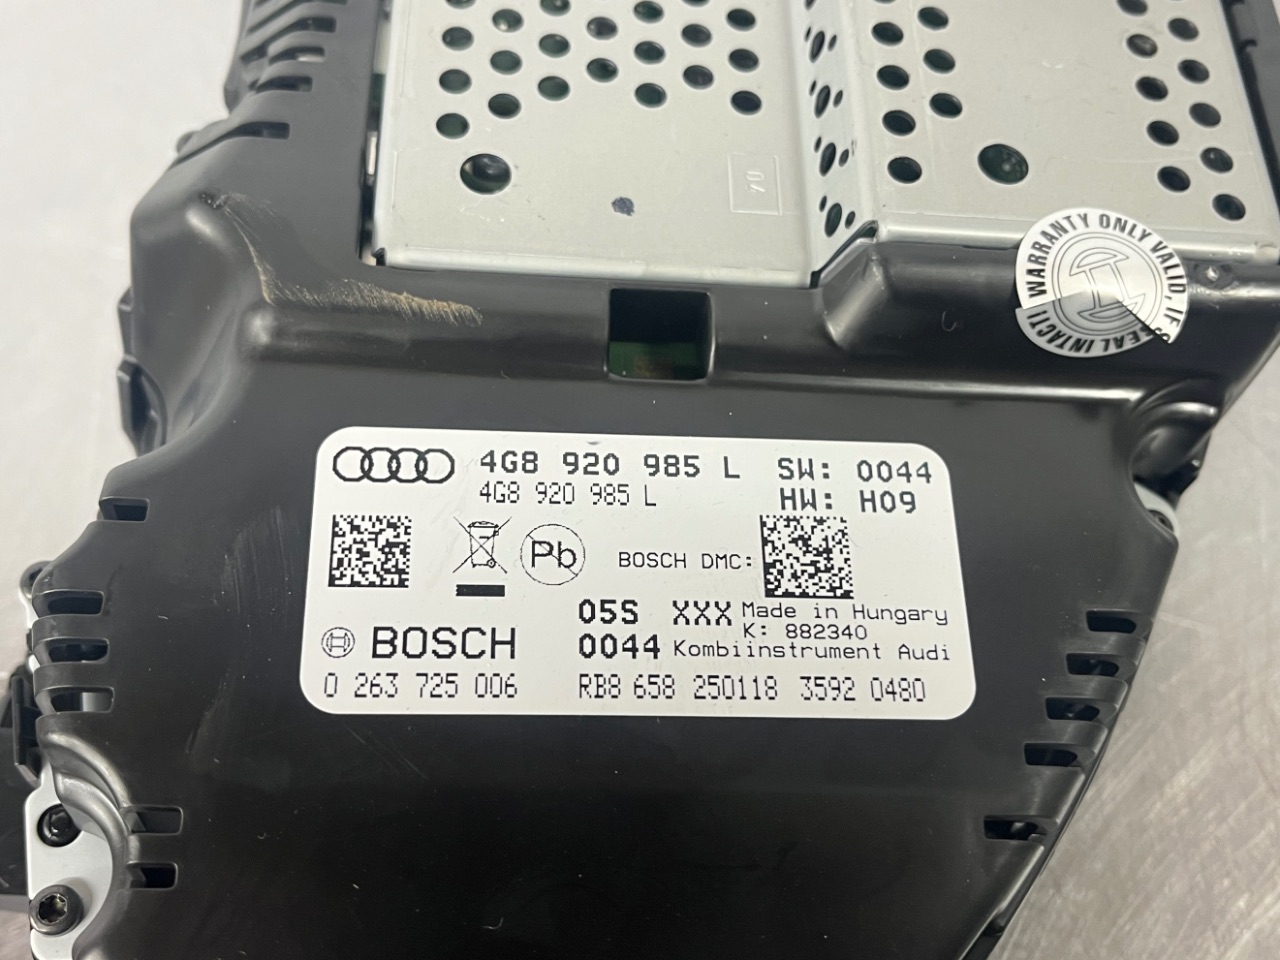 04
WARRANTY ONLY VALID, IF SEAL INTACT!
4G8 920 985 L SW: 0044
4G8 920 985 L HW: H09
Pb
BOSCH DMC:
05S XXX Made in Hungary
K: 882340
BOSCH 0044 Kombiinstrument Audi
0 263 725 006 RB8 658 250118 3592 0480